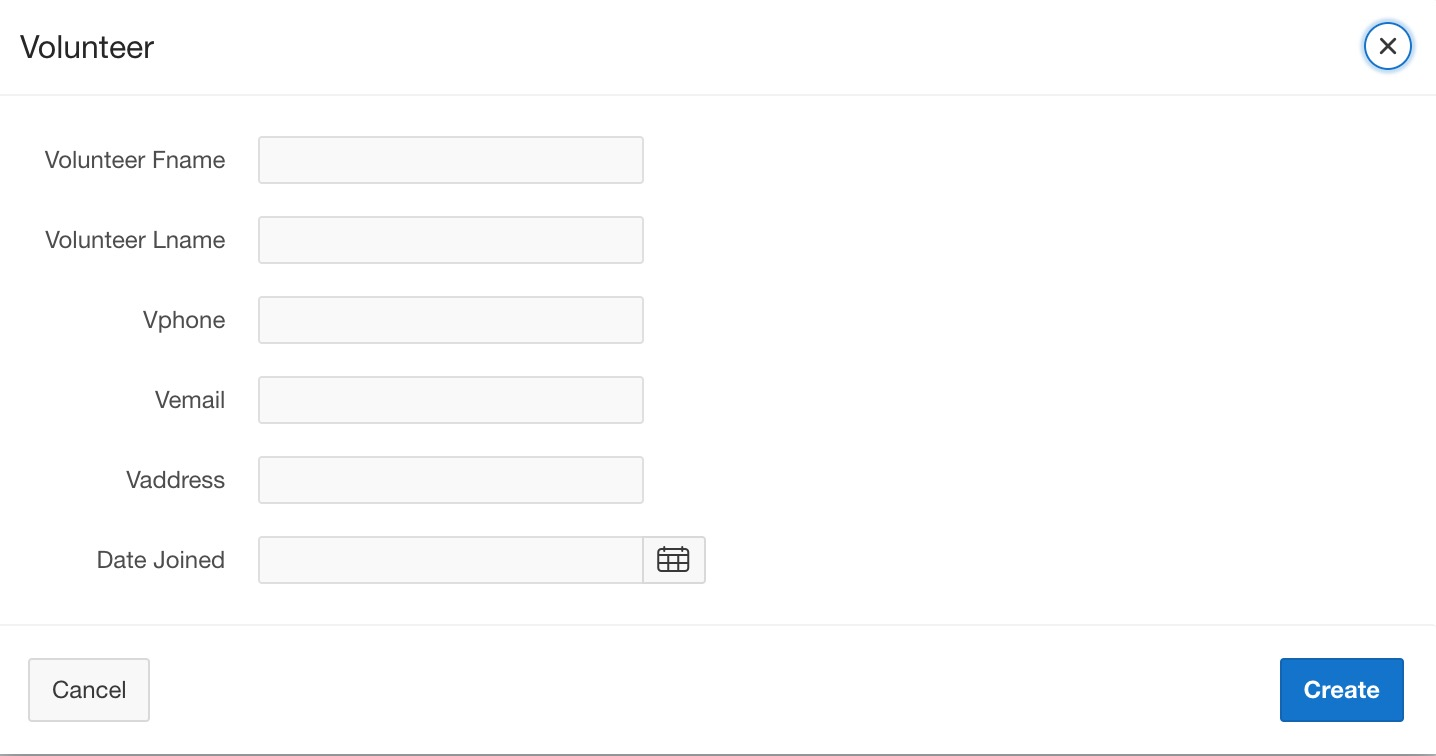 Volunteer
Volunteer Fname
Volunteer Lname
Vphone
Vemail
Vaddress
Date Joined
Cancel
Create